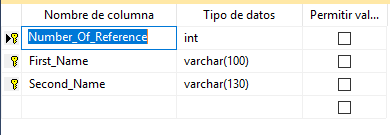 Nombre de columna Tipo de datos Permitir val...
Number_Of_Reference int
First_Name varchar(100)
Second_Name varchar(130)